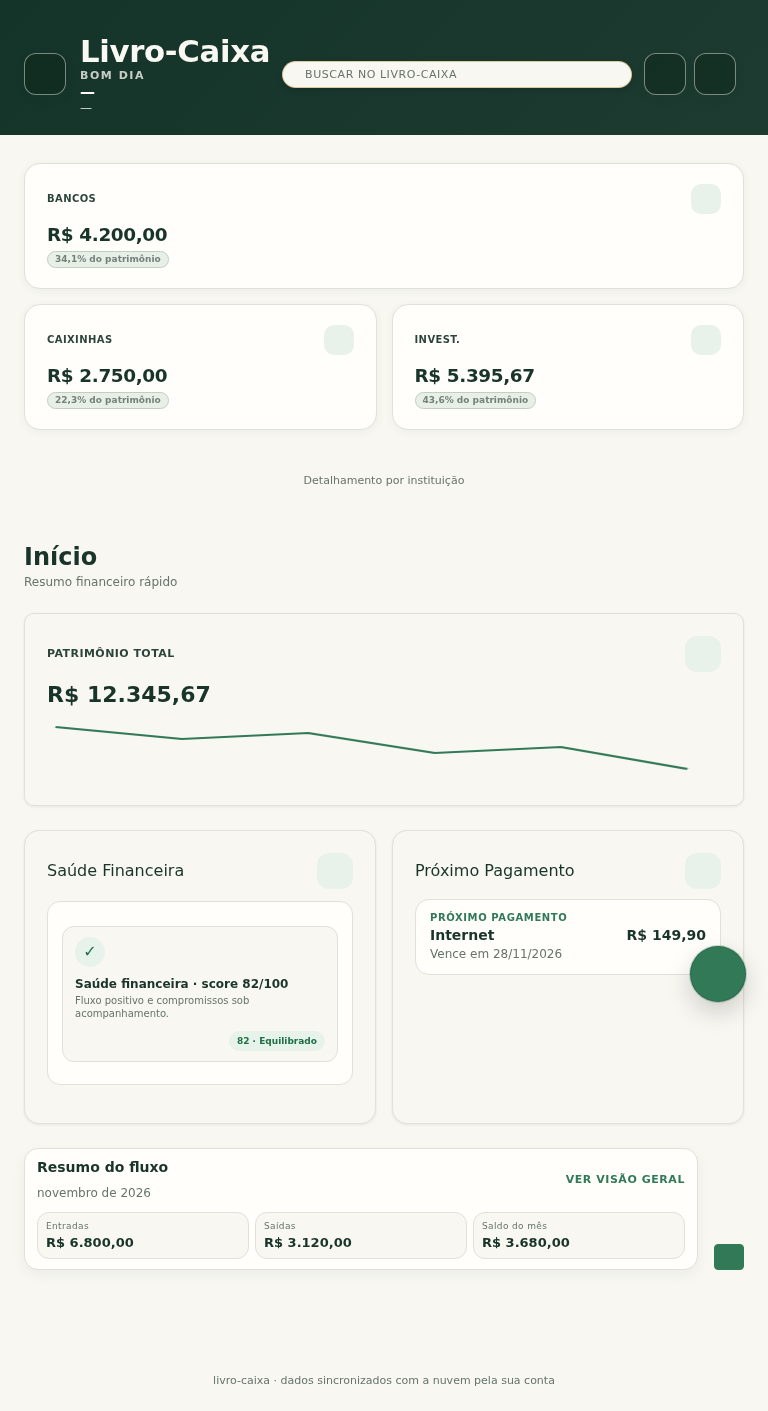 Livro-Caixa
BOM DIA
—
—
BUSCAR NO LIVRO-CAIXA
BANCOS
R$ 4.200,00
34,1% do patrimônio
CAIXINHAS
R$ 2.750,00
22,3% do patrimônio
INVEST.
R$ 5.395,67
43,6% do patrimônio
Detalhamento por instituição
Início
Resumo financeiro rápido
PATRIMÔNIO TOTAL
R$ 12.345,67
Saúde Financeira
✓
Saúde financeira · score 82/100
Fluxo positivo e compromissos sob
acompanhamento.
82 · Equilibrado
Próximo Pagamento
PRÓXIMO PAGAMENTO
Internet R$ 149,90
Vence em 28/11/2026
Resumo do fluxo
novembro de 2026
VER VISÃO GERAL
Entradas
R$ 6.800,00
Saídas
R$ 3.120,00
Saldo do mês
R$ 3.680,00
livro-caixa · dados sincronizados com a nuvem pela sua conta